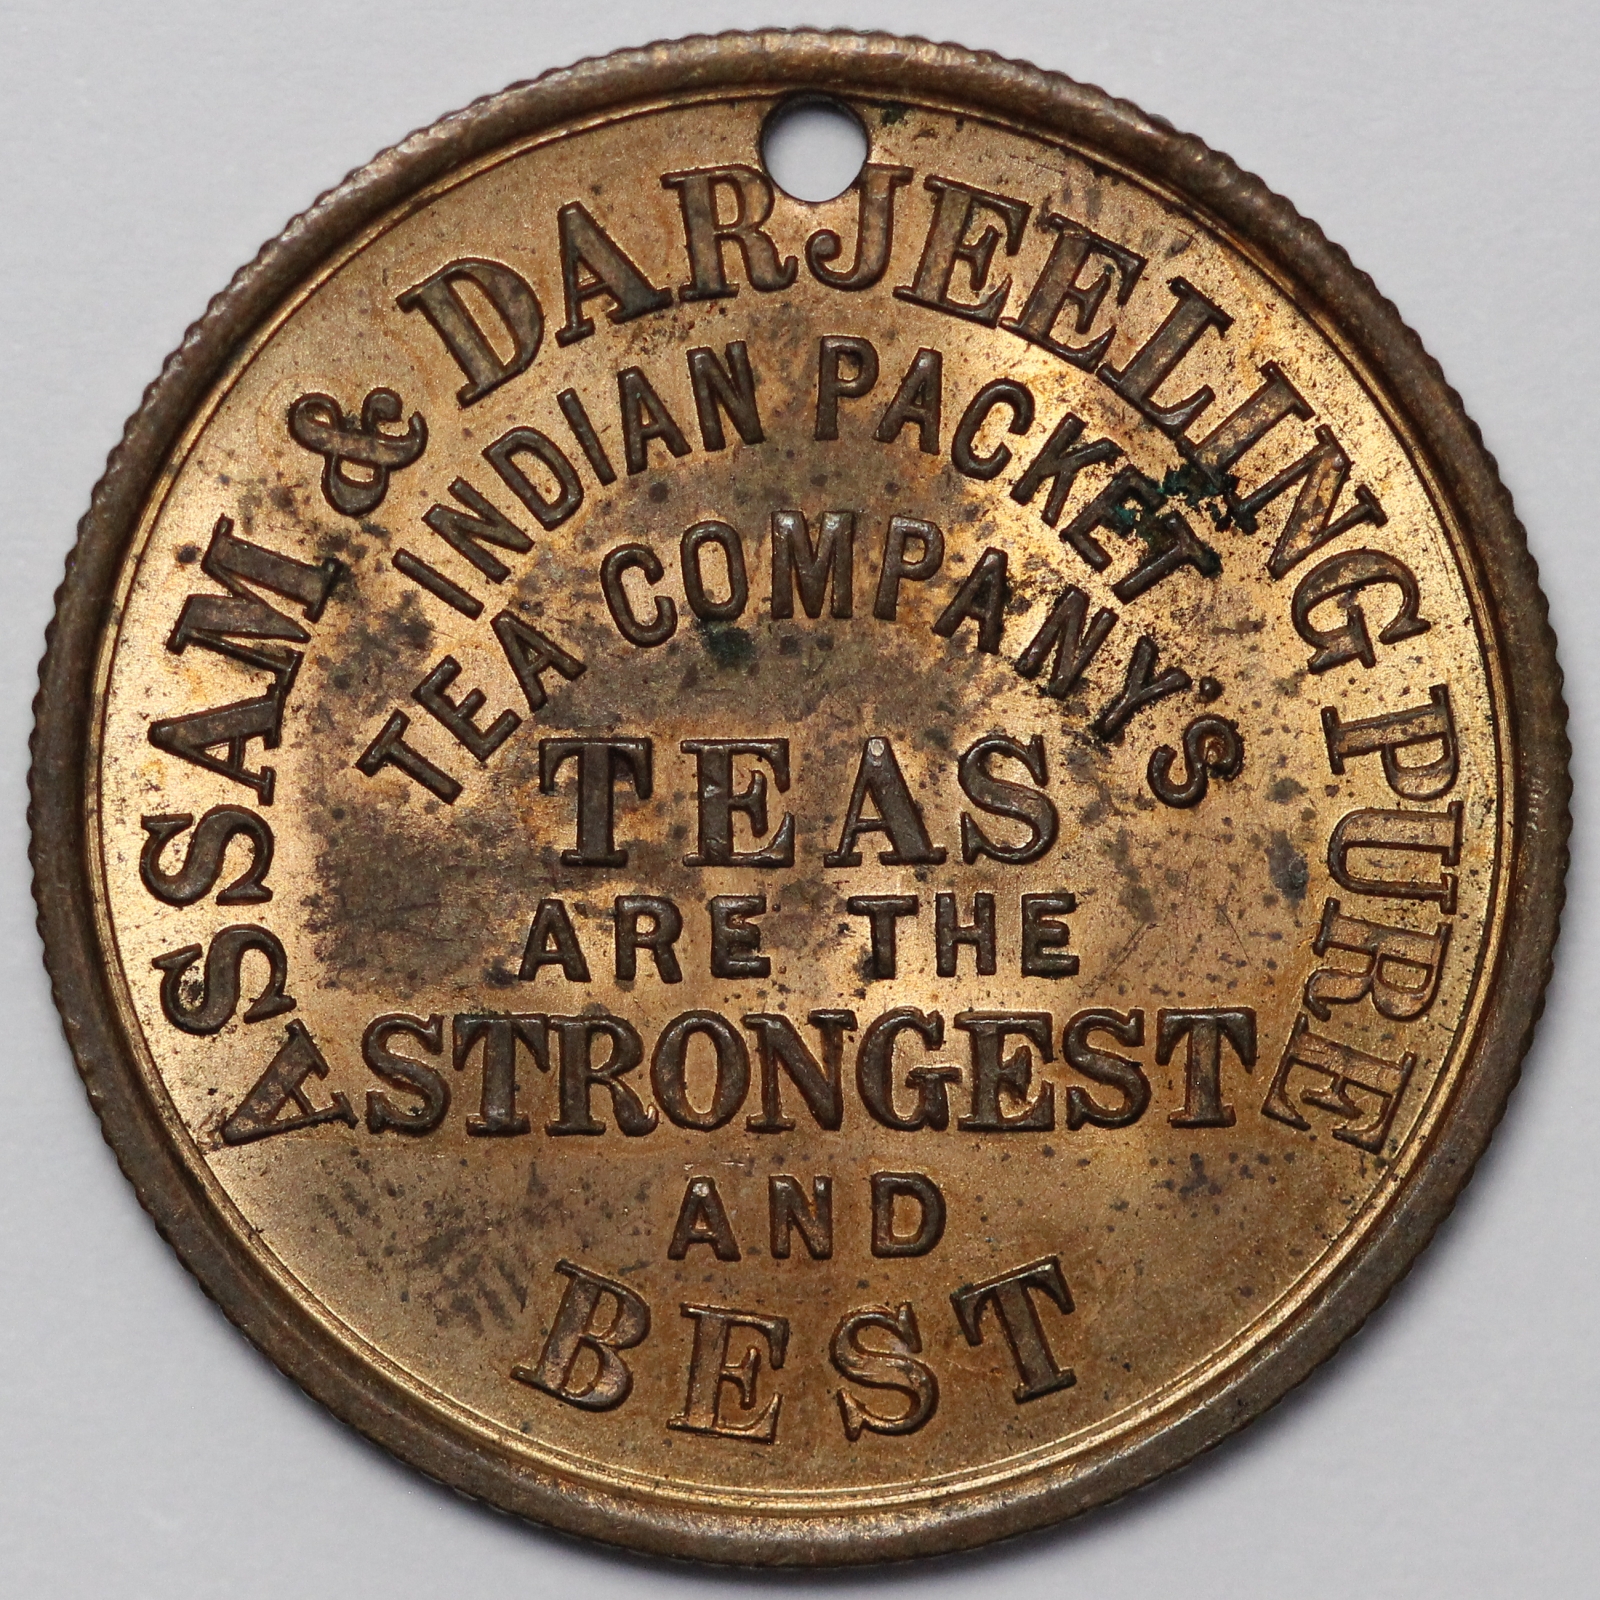 ASSAM & DARJEELING PURE
INDIAN PACKET
TEA COMPANY'S
TEAS
ARE THE
STRONGEST
AND
BEST